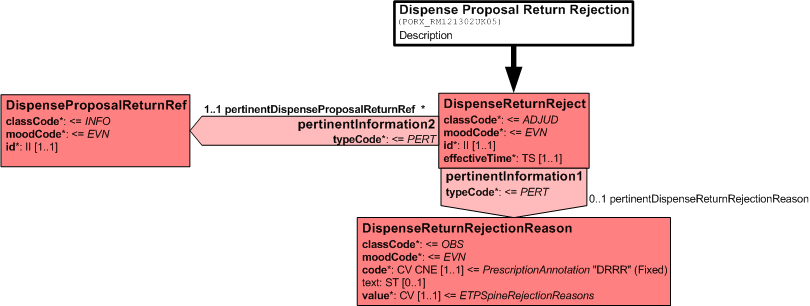 Dispense Proposal Return Rejection
(PORX_RM121302UK05)
Description
DispenseProposalReturnRef
classCode*: <= INFO
moodCode*: <= EVN
id*: II [1..1]
1..1 pertinentDispenseProposalReturnRef *
pertinentInformation2
typeCode*: <= PERT
DispenseReturnReject
classCode*: <= ADJUD
moodCode*: <= EVN
id*: II [1..1]
effectiveTime*: TS [1..1]
pertinentInformation1
typeCode*: <= PERT
0..1 pertinentDispenseReturnRejectionReason
DispenseReturnRejectionReason
classCode*: <= OBS
moodCode*: <= EVN
code*: CV CNE [1..1] <= PrescriptionAnnotation "DRRR" (Fixed)
text: ST [0..1]
value*: CV [1..1] <= ETPSpineRejectionReasons